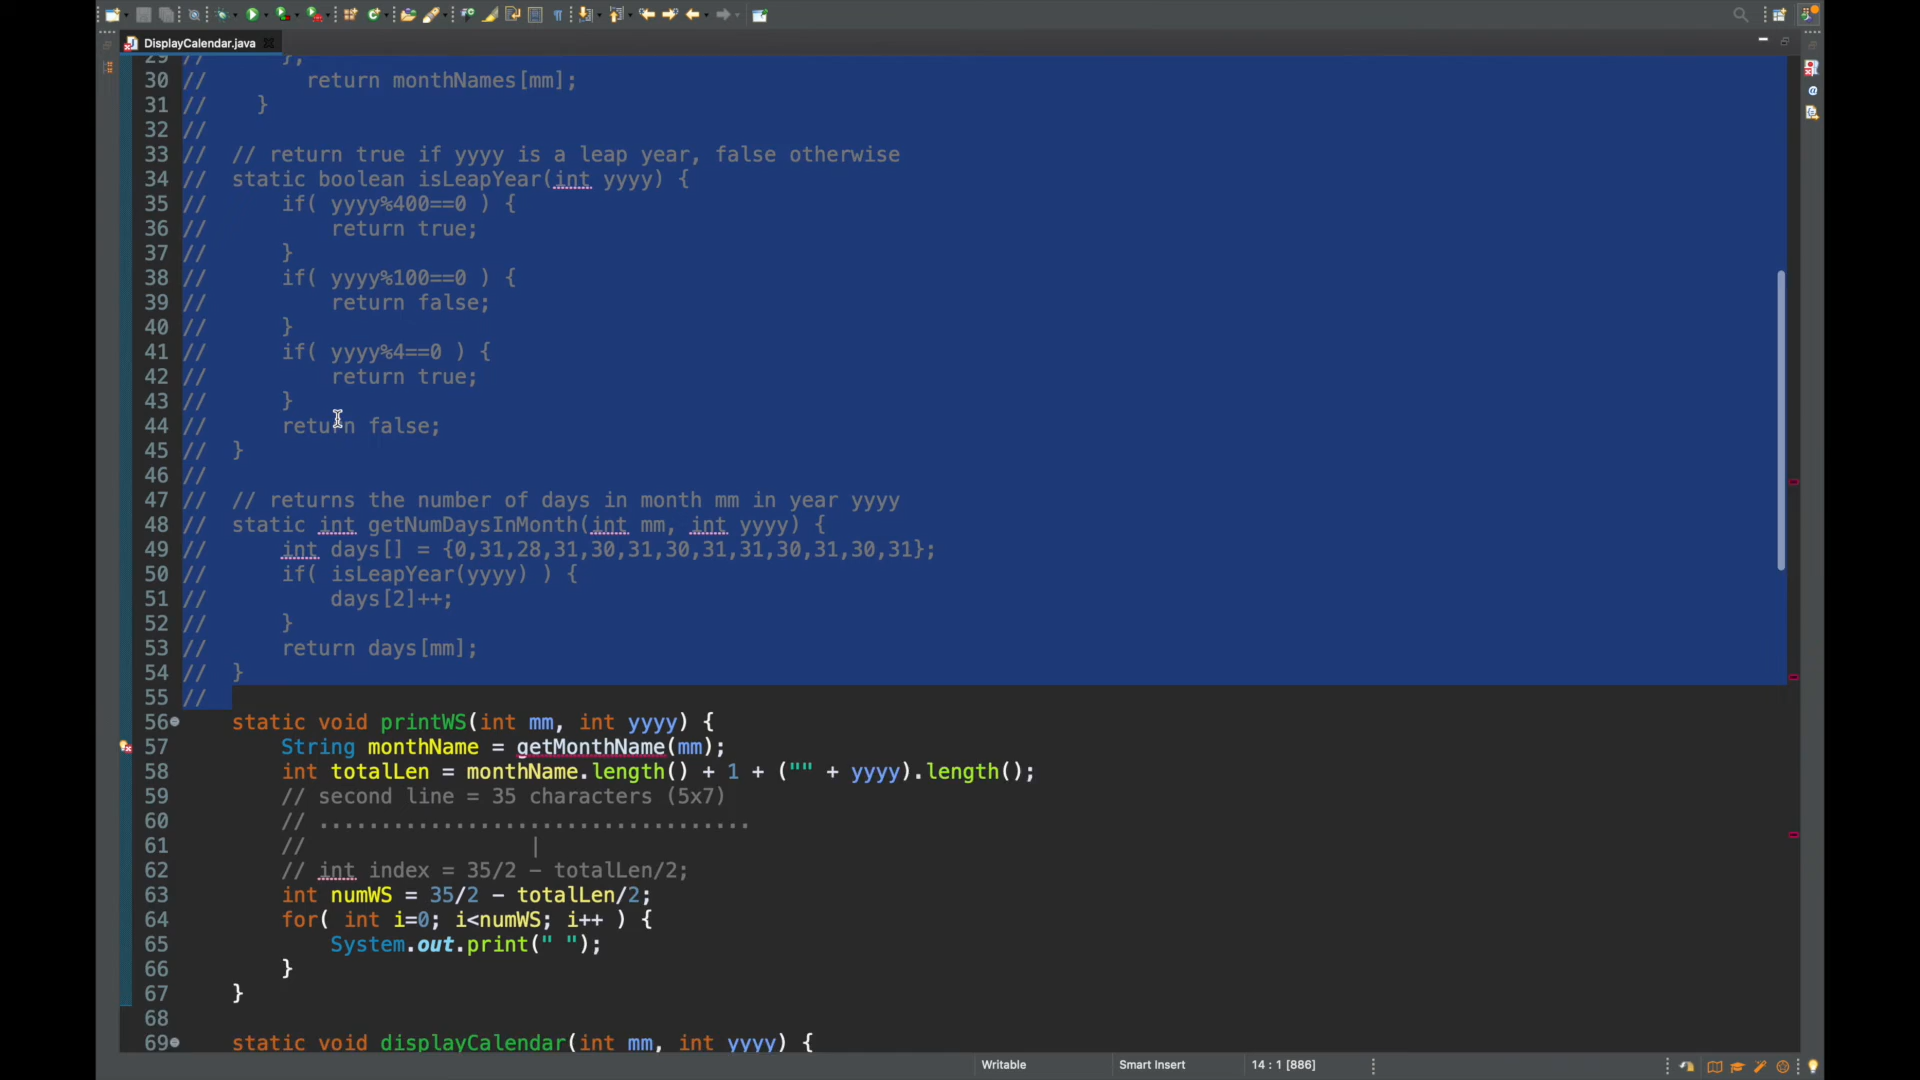 DisplayCalendar.java
29 // };
30 // return monthNames[mm];
31 // }
32 //
33 // // return true if yyyy is a leap year, false otherwise
34 // static boolean isLeapYear(int yyyy) {
35 // if( yyyy%400==0 ) {
36 // return true;
37 // }
38 // if( yyyy%100==0 ) {
39 // return false;
40 // }
41 // if( yyyy%4==0 ) {
42 // return true;
43 // }
44 // return false;
45 // }
46 //
47 // // returns the number of days in month mm in year yyyy
48 // static int getNumDaysInMonth(int mm, int yyyy) {
49 // int days[] = {0,31,28,31,30,31,30,31,31,30,31,30,31};
50 // if( isLeapYear(yyyy) ) {
51 // days[2]++;
52 // }
53 // return days[mm];
54 // }
55 //
56 static void printWS(int mm, int yyyy) {
57 String monthName = getMonthName(mm);
58 int totalLen = monthName.length() + 1 + ("" + yyyy).length();
59 // second line = 35 characters (5x7)
60 // ...................................
61 // |
62 // int index = 35/2 - totalLen/2;
63 int numWS = 35/2 - totalLen/2;
64 for( int i=0; i<numWS; i++ ) {
65 System.out.print(" ");
66 }
67 }
68
69 static void displayCalendar(int mm, int yyyy) {
Writable Smart Insert 14 : 1 [886]